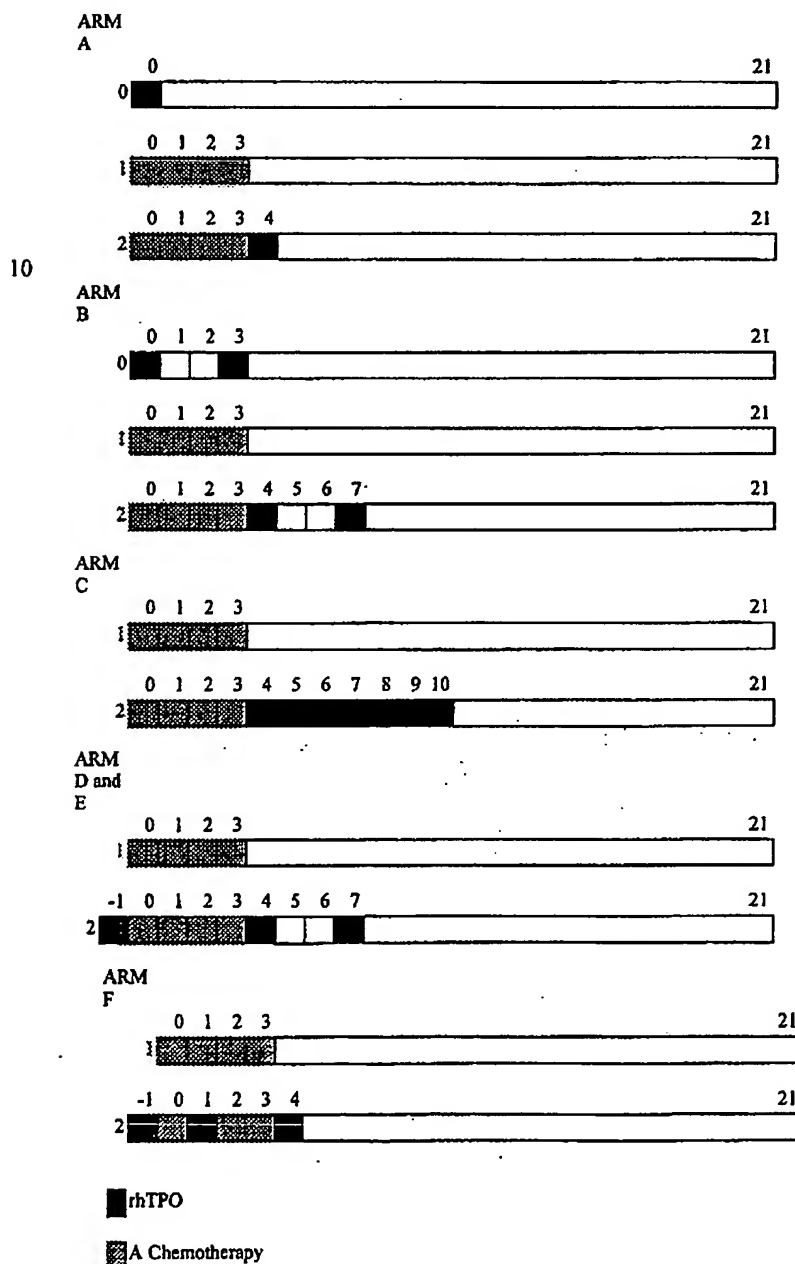 ARM
A
0 21
0
0 1 2 3 21
1
0 1 2 3 4 21
2
10
ARM
B
0 1 2 3 21
0
0 1 2 3 21
1
0 1 2 3 4 5 6 7 21
2
ARM
C
0 1 2 3 21
1
0 1 2 3 4 5 6 7 8 9 10 21
2
ARM
D and
E
0 1 2 3 21
1
-1 0 1 2 3 4 5 6 7 21
2
ARM
F
0 1 2 3 21
1
-1 0 1 2 3 4 21
2
rhTPO
A Chemotherapy